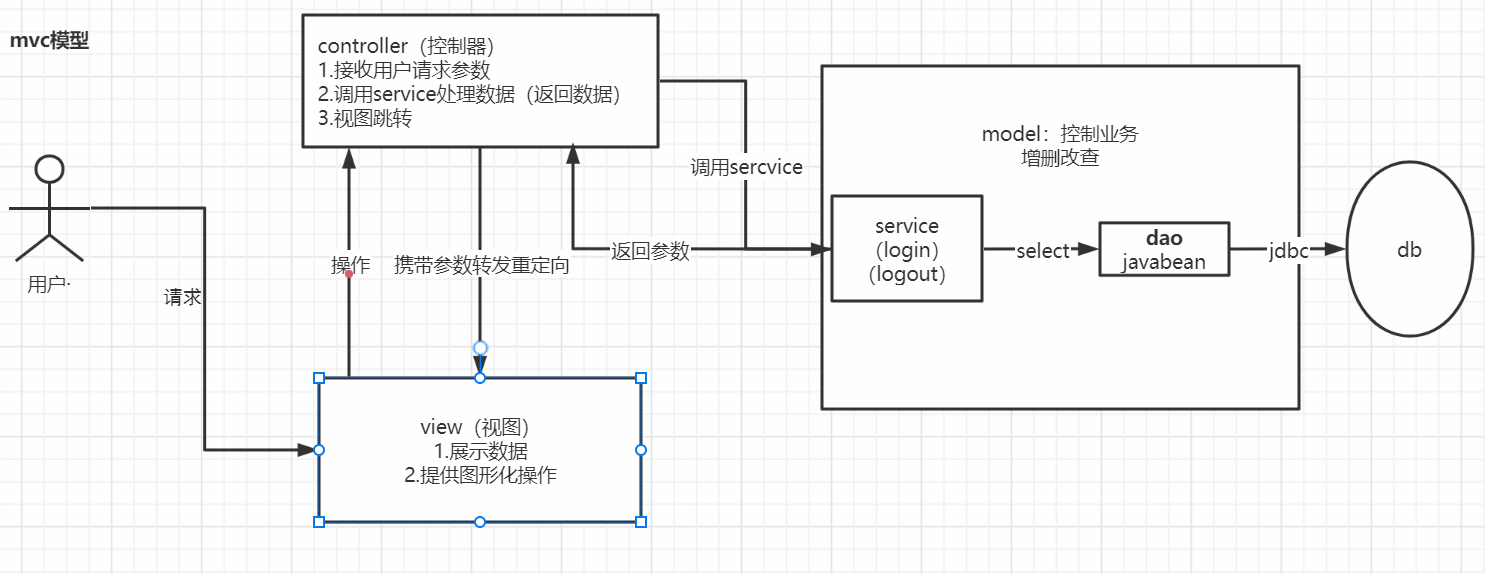 mvc模型
controller（控制器）
1.接收用户请求参数
2.调用service处理数据（返回数据）
3.视图跳转
model：控制业务
增删改查
调用sercvice
service
（login）
（logout）
select
dao
javabean
jdbc
db
返回参数
操作
携带参数转发重定向
用户·
请求
view（视图）
1.展示数据
2.提供图形化操作